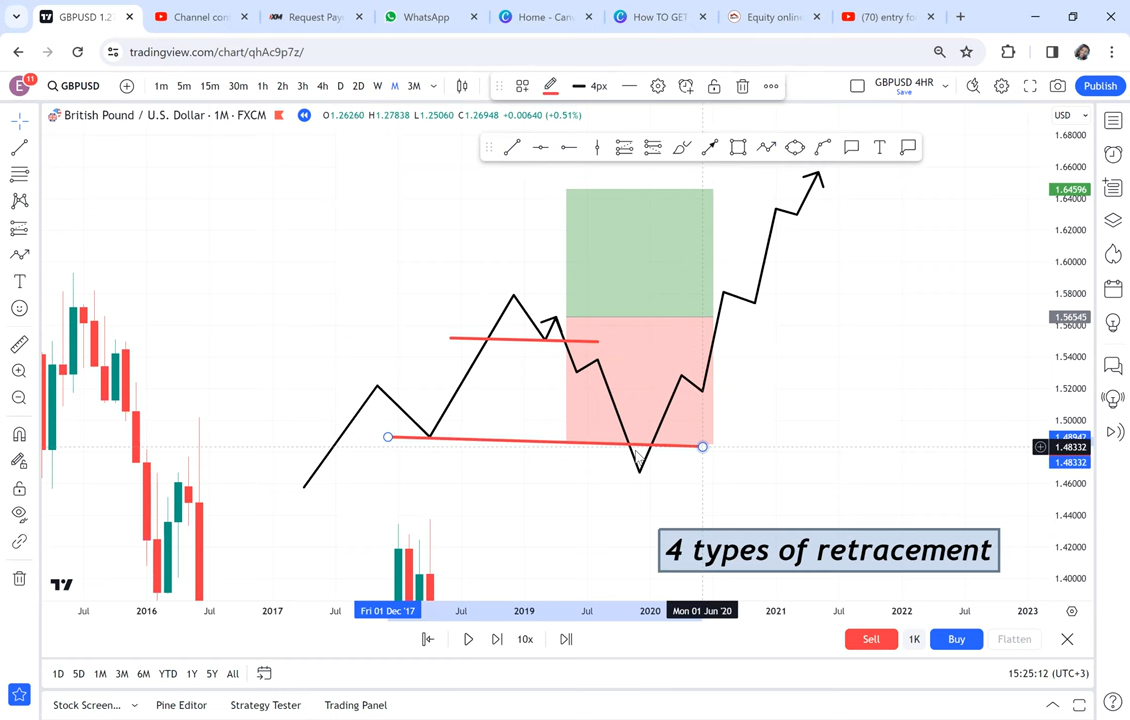 GBPUSD 1.2
Channel con
XM Request Pay
WhatsApp
Home - Can
How TO GET
Equity online
(70) entry fo
tradingview.com/chart/qhAc9p7z/
E 11 GBPUSD 1m 5m 15m 30m 1h 2h 3h 4h D 2D W M 3M 4px GBPUSD 4HR Save Publish
British Pound / U.S. Dollar · 1M · FXCM O1.26260 H1.27838 L1.25060 C1.26948 +0.00640 (+0.51%) USD
1.68000
1.66000
1.64596
1.64000
1.62000
1.60000
1.58000
1.56545
1.56000
1.54000
1.52000
1.50000
1.48942
1.48332
1.48332
1.46000
1.44000
1.42000
1.40000
4 types of retracement
Jul 2016 Jul 2017 Jul Fri 01 Dec '17 Jul 2019 Jul 2020 Mon 01 Jun '20 2021 Jul 2022 Jul 2023
10x Sell 1K Buy Flatten
1D 5D 1M 3M 6M YTD 1Y 5Y All 15:25:12 (UTC+3)
Stock Screen... Pine Editor Strategy Tester Trading Panel